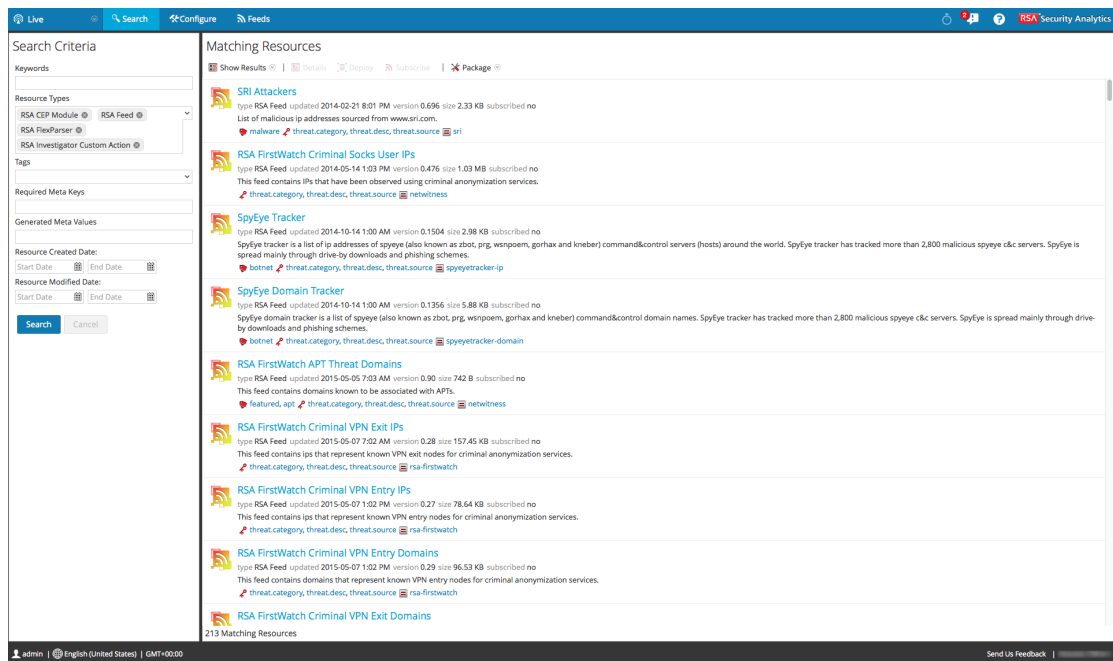 Live Search Configure Feeds 2 RSA Security Analytics
Search Criteria
Keywords
Resource Types
RSA CEP Module RSA Feed
RSA FlexParser
RSA Investigator Custom Action
Tags
Required Meta Keys
Generated Meta Values
Resource Created Date:
Start Date End Date
Resource Modified Date:
Start Date End Date
Search Cancel
Matching Resources
Show Results | Details Deploy Subscribe | Package
SRI Attackers
type RSA Feed updated 2014-02-21 8:01 PM version 0.696 size 2.33 KB subscribed no
List of malicious ip addresses sourced from www.sri.com.
malware threat.category, threat.desc, threat.source sri
RSA FirstWatch Criminal Socks User IPs
type RSA Feed updated 2014-05-14 1:03 PM version 0.476 size 1.03 MB subscribed no
This feed contains IPs that have been observed using criminal anonymization services.
threat.category, threat.desc, threat.source netwitness
SpyEye Tracker
type RSA Feed updated 2014-10-14 1:00 AM version 0.1504 size 2.98 KB subscribed no
SpyEye tracker is a list of ip addresses of spyeye (also known as zbot, prg, wsnpoem, gorhax and kneber) command&control servers (hosts) around the world. SpyEye tracker has tracked more than 2,800 malicious spyeye c&c servers. SpyEye is
spread mainly through drive-by downloads and phishing schemes.
botnet threat.category, threat.desc, threat.source spyeyetracker-ip
SpyEye Domain Tracker
type RSA Feed updated 2014-10-14 1:00 AM version 0.1356 size 5.88 KB subscribed no
SpyEye domain tracker is a list of spyeye (also known as zbot, prg, wsnpoem, gorhax and kneber) command&control domain names. SpyEye tracker has tracked more than 2,800 malicious spyeye c&c servers. SpyEye is spread mainly through drive-
by downloads and phishing schemes.
botnet threat.category, threat.desc, threat.source spyeyetracker-domain
RSA FirstWatch APT Threat Domains
type RSA Feed updated 2015-05-05 7:03 AM version 0.90 size 742 B subscribed no
This feed contains domains known to be associated with APTs.
featured, apt threat.category, threat.desc, threat.source netwitness
RSA FirstWatch Criminal VPN Exit IPs
type RSA Feed updated 2015-05-07 7:02 AM version 0.28 size 157.45 KB subscribed no
This feed contains ips that represent known VPN exit nodes for criminal anonymization services.
threat.category, threat.desc, threat.source rsa-firstwatch
RSA FirstWatch Criminal VPN Entry IPs
type RSA Feed updated 2015-05-07 1:02 PM version 0.27 size 78.64 KB subscribed no
This feed contains ips that represent known VPN entry nodes for criminal anonymization services.
threat.category, threat.desc, threat.source rsa-firstwatch
RSA FirstWatch Criminal VPN Entry Domains
type RSA Feed updated 2015-05-07 1:02 PM version 0.29 size 96.53 KB subscribed no
This feed contains domains that represent known VPN entry nodes for criminal anonymization services.
threat.category, threat.desc, threat.source rsa-firstwatch
RSA FirstWatch Criminal VPN Exit Domains
213 Matching Resources
admin | English (United States) | GMT+00:00 Send Us Feedback |